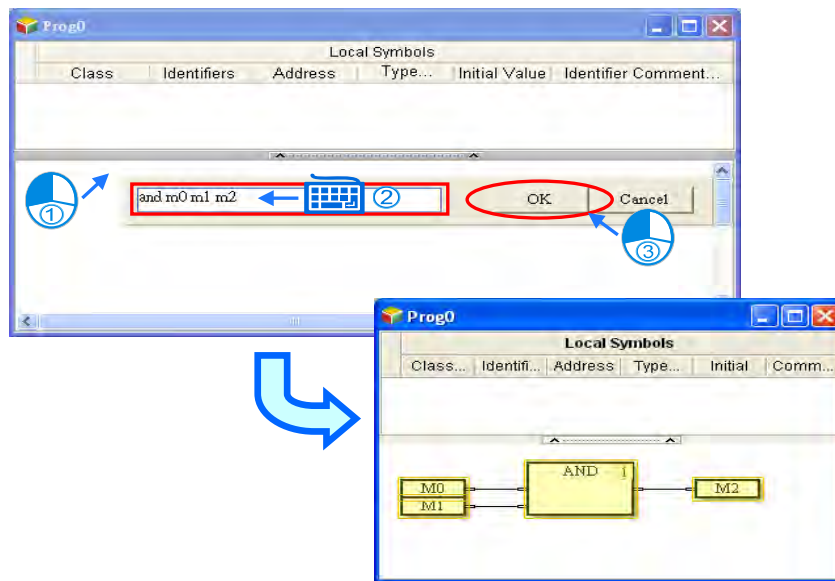 Prog0
Local Symbols
Class Identifiers Address Type... Initial Value Identifier Comment...
① and m0 m1 m2 ② OK Cancel
③
Prog0
Local Symbols
Class... Identifi... Address Type... Initial Comm...
AND 1
M0 M2
M1